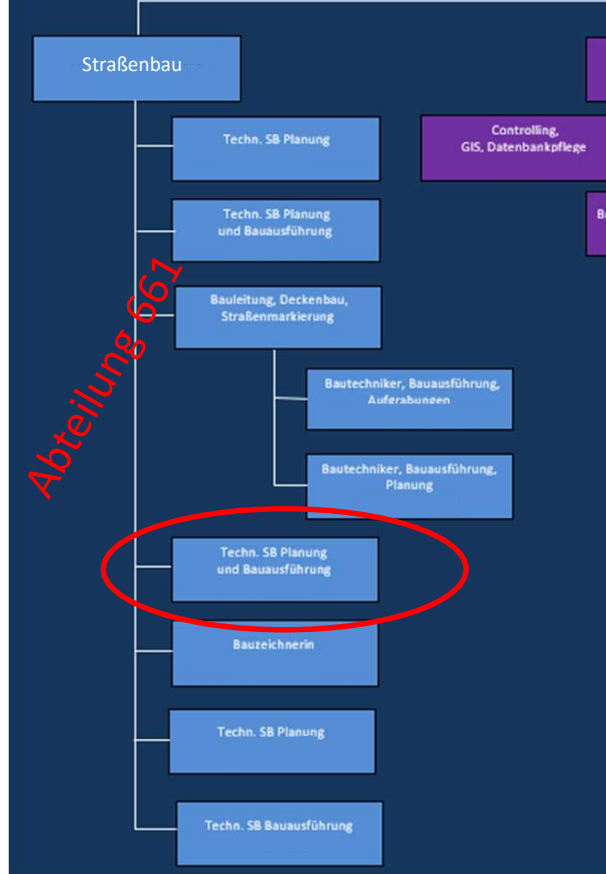 Straßenbau
Techn. SB Planung
Controlling,
GIS, Datenbankpflege
Techn. SB Planung
und Bauausführung
Abteilung 661
Bauleitung, Deckenbau,
Straßenmarkierung
Bautechniker, Bauausführung,
Aufgrabungen
Bautechniker, Bauausführung,
Planung
Techn. SB Planung
und Bauausführung
Bauzeichnerin
Techn. SB Planung
Techn. SB Bauausführung